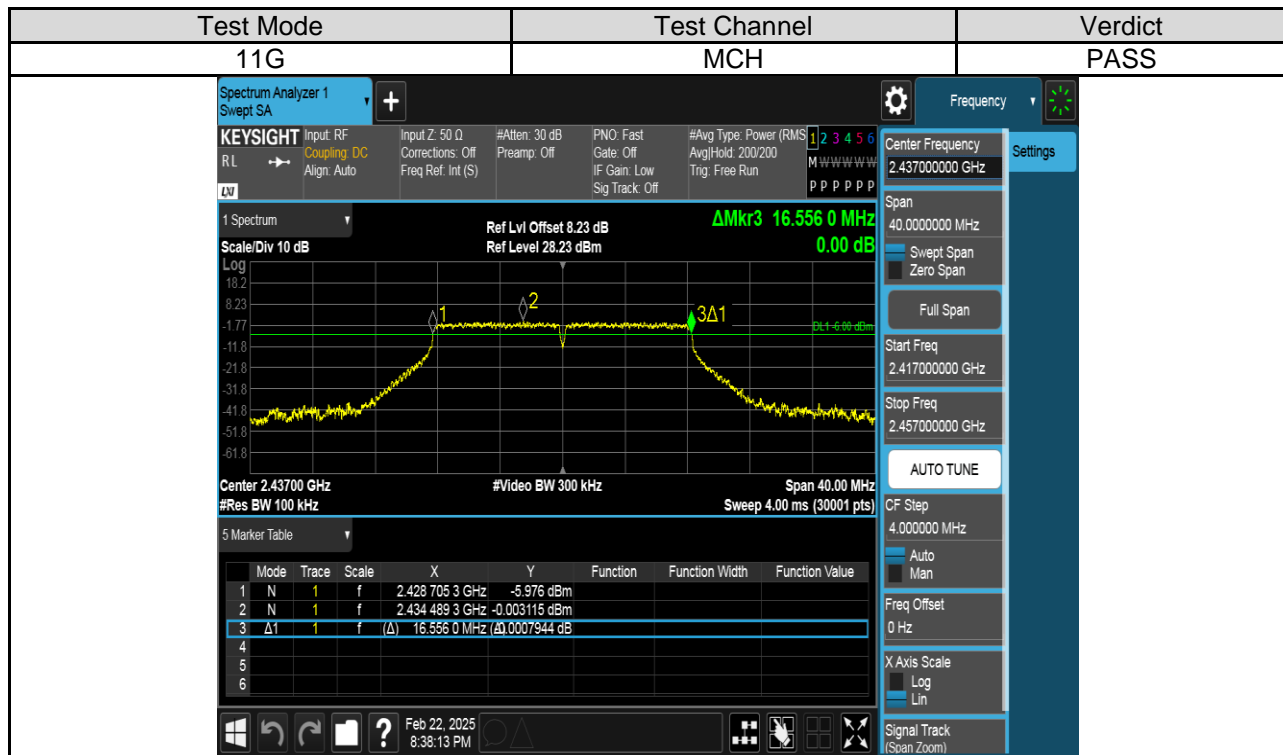 Test Mode Test Channel Verdict
11G MCH PASS
Spectrum Analyzer 1
Swept SA
+
Frequency
KEYSIGHT Input: RF Input Z: 50 Ω #Atten: 30 dB PNO: Fast #Avg Type: Power (RMS 1 2 3 4 5 6
RL Coupling: DC Corrections: Off Preamp: Off Gate: Off Avg|Hold: 200/200 M W W W W W
Align: Auto Freq Ref: Int (S) IF Gain: Low Trig: Free Run
LXI Sig Track: Off P P P P P P
1 Spectrum
Ref Lvl Offset 8.23 dB ΔMkr3 16.556 0 MHz
Scale/Div 10 dB Ref Level 28.23 dBm 0.00 dB
Log
18.2
8.23
-1.77
-11.8
-21.8
-31.8
-41.8
-51.8
-61.8
1
2
3Δ1
DL1 -6.00 dBm
Center 2.43700 GHz #Video BW 300 kHz Span 40.00 MHz
#Res BW 100 kHz Sweep 4.00 ms (30001 pts)
5 Marker Table
Mode Trace Scale X Y Function Function Width Function Value
1 N 1 f 2.428 705 3 GHz -5.976 dBm
2 N 1 f 2.434 489 3 GHz -0.003115 dBm
3 Δ1 1 f (Δ) 16.556 0 MHz (Δ) 0.0007944 dB
4
5
6
?
Feb 22, 2025
8:38:13 PM
Settings
Center Frequency
2.437000000 GHz
Span
40.0000000 MHz
Swept Span
Zero Span
Full Span
Start Freq
2.417000000 GHz
Stop Freq
2.457000000 GHz
AUTO TUNE
CF Step
4.000000 MHz
Auto
Man
Freq Offset
0 Hz
X Axis Scale
Log
Lin
Signal Track
(Span Zoom)